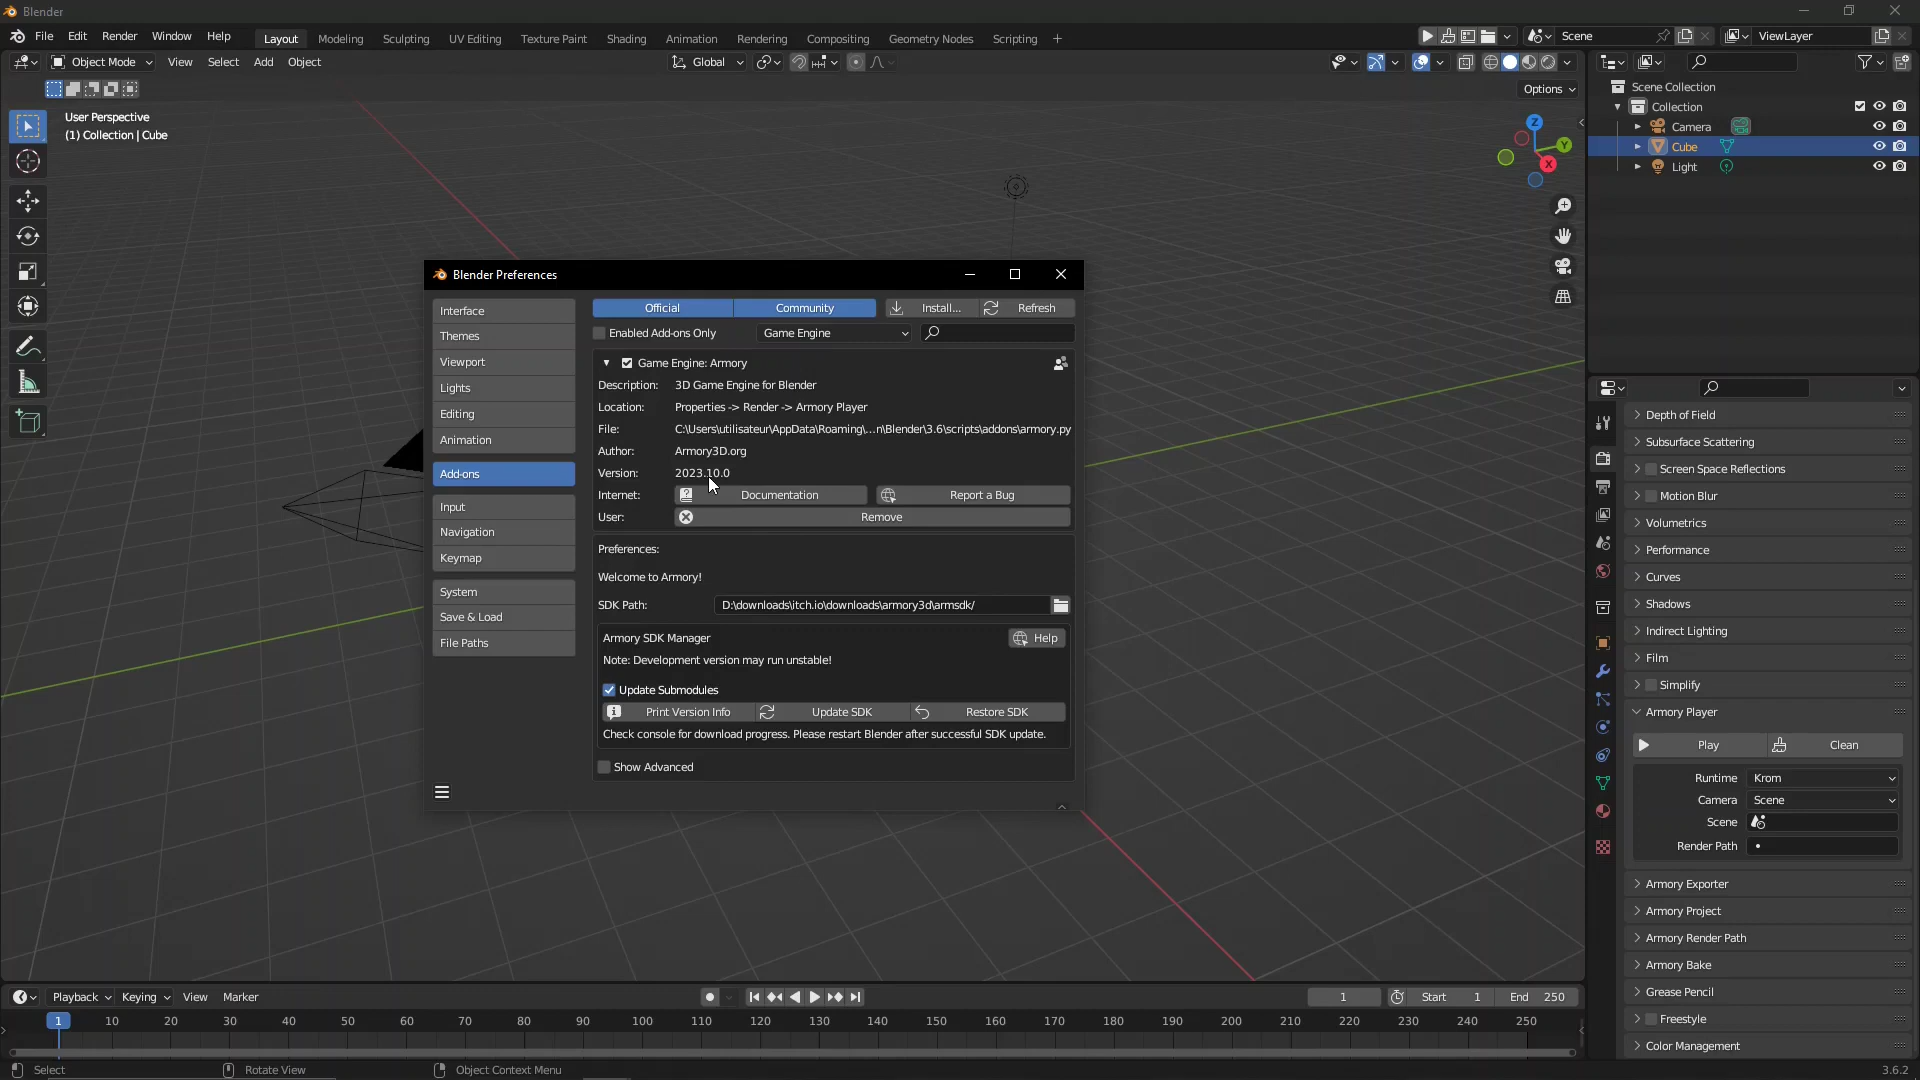 Blender
File Edit Render Window Help Layout Modeling Sculpting UV Editing Texture Paint Shading Animation Rendering Compositing Geometry Nodes Scripting + Scene ViewLayer
Object Mode View Select Add Object Global
Options
User Perspective
(1) Collection | Cube
Z
Y
X
Scene Collection
Collection
Camera
Cube
Light
Blender Preferences
Interface
Themes
Viewport
Lights
Editing
Animation
Add-ons
Input
Navigation
Keymap
System
Save & Load
File Paths
Official Community Install... Refresh
Enabled Add-ons Only Game Engine
Game Engine: Armory
Description: 3D Game Engine for Blender
Location: Properties -> Render -> Armory Player
File: C:\Users\utilisateur\AppData\Roaming\...n\Blender\3.6\scripts\addons\armory.py
Author: Armory3D.org
Version: 2023.10.0
Internet: Documentation Report a Bug
User: Remove
Preferences:
Welcome to Armory!
SDK Path: D:\downloads\itch.io\downloads\armory3d\armsdk/
Armory SDK Manager Help
Note: Development version may run unstable!
Update Submodules
Print Version Info Update SDK Restore SDK
Check console for download progress. Please restart Blender after successful SDK update.
Show Advanced
Depth of Field
Subsurface Scattering
Screen Space Reflections
Motion Blur
Volumetrics
Performance
Curves
Shadows
Indirect Lighting
Film
Simplify
Armory Player
Play Clean
Runtime Krom
Camera Scene
Scene
Render Path
Armory Exporter
Armory Project
Armory Render Path
Armory Bake
Grease Pencil
Freestyle
Color Management
Playback Keying View Marker 1 Start 1 End 250
1 10 20 30 40 50 60 70 80 90 100 110 120 130 140 150 160 170 180 190 200 210 220 230 240 250
Select Rotate View Object Context Menu 3.6.2